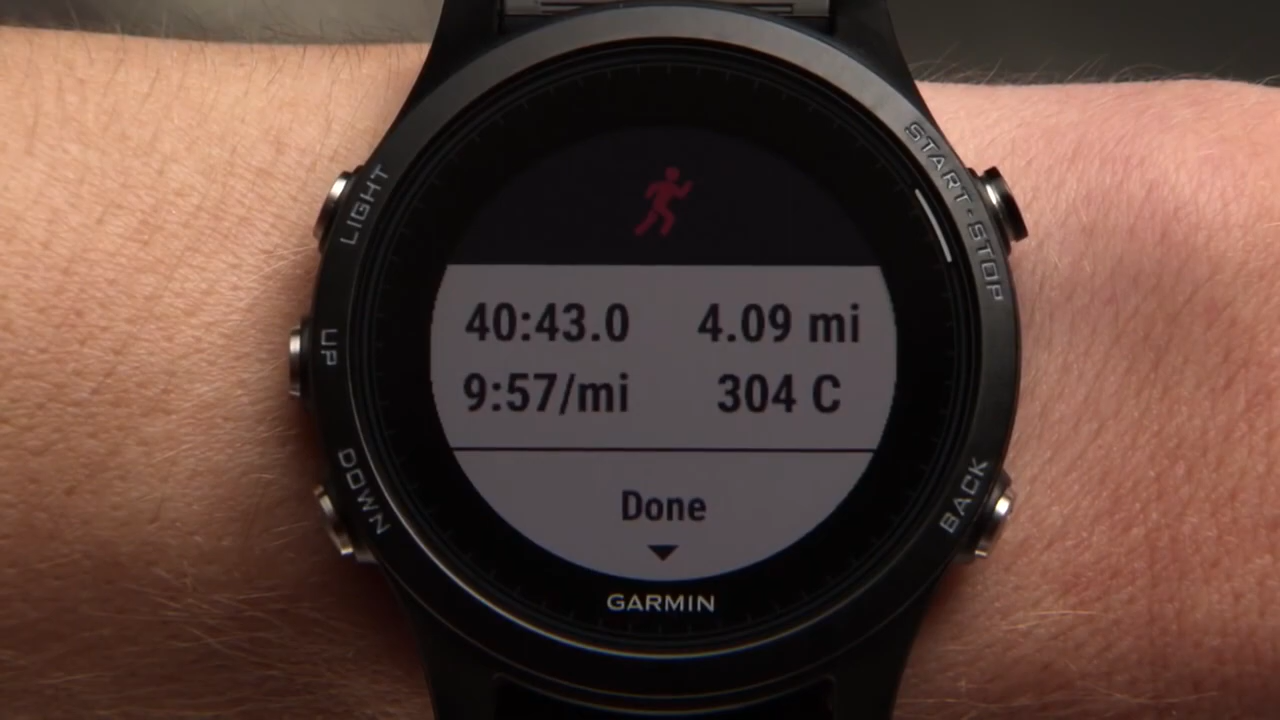 LIGHT
START·STOP
UP
40:43.0 4.09 mi
9:57/mi 304 C
DOWN
BACK
Done
GARMIN